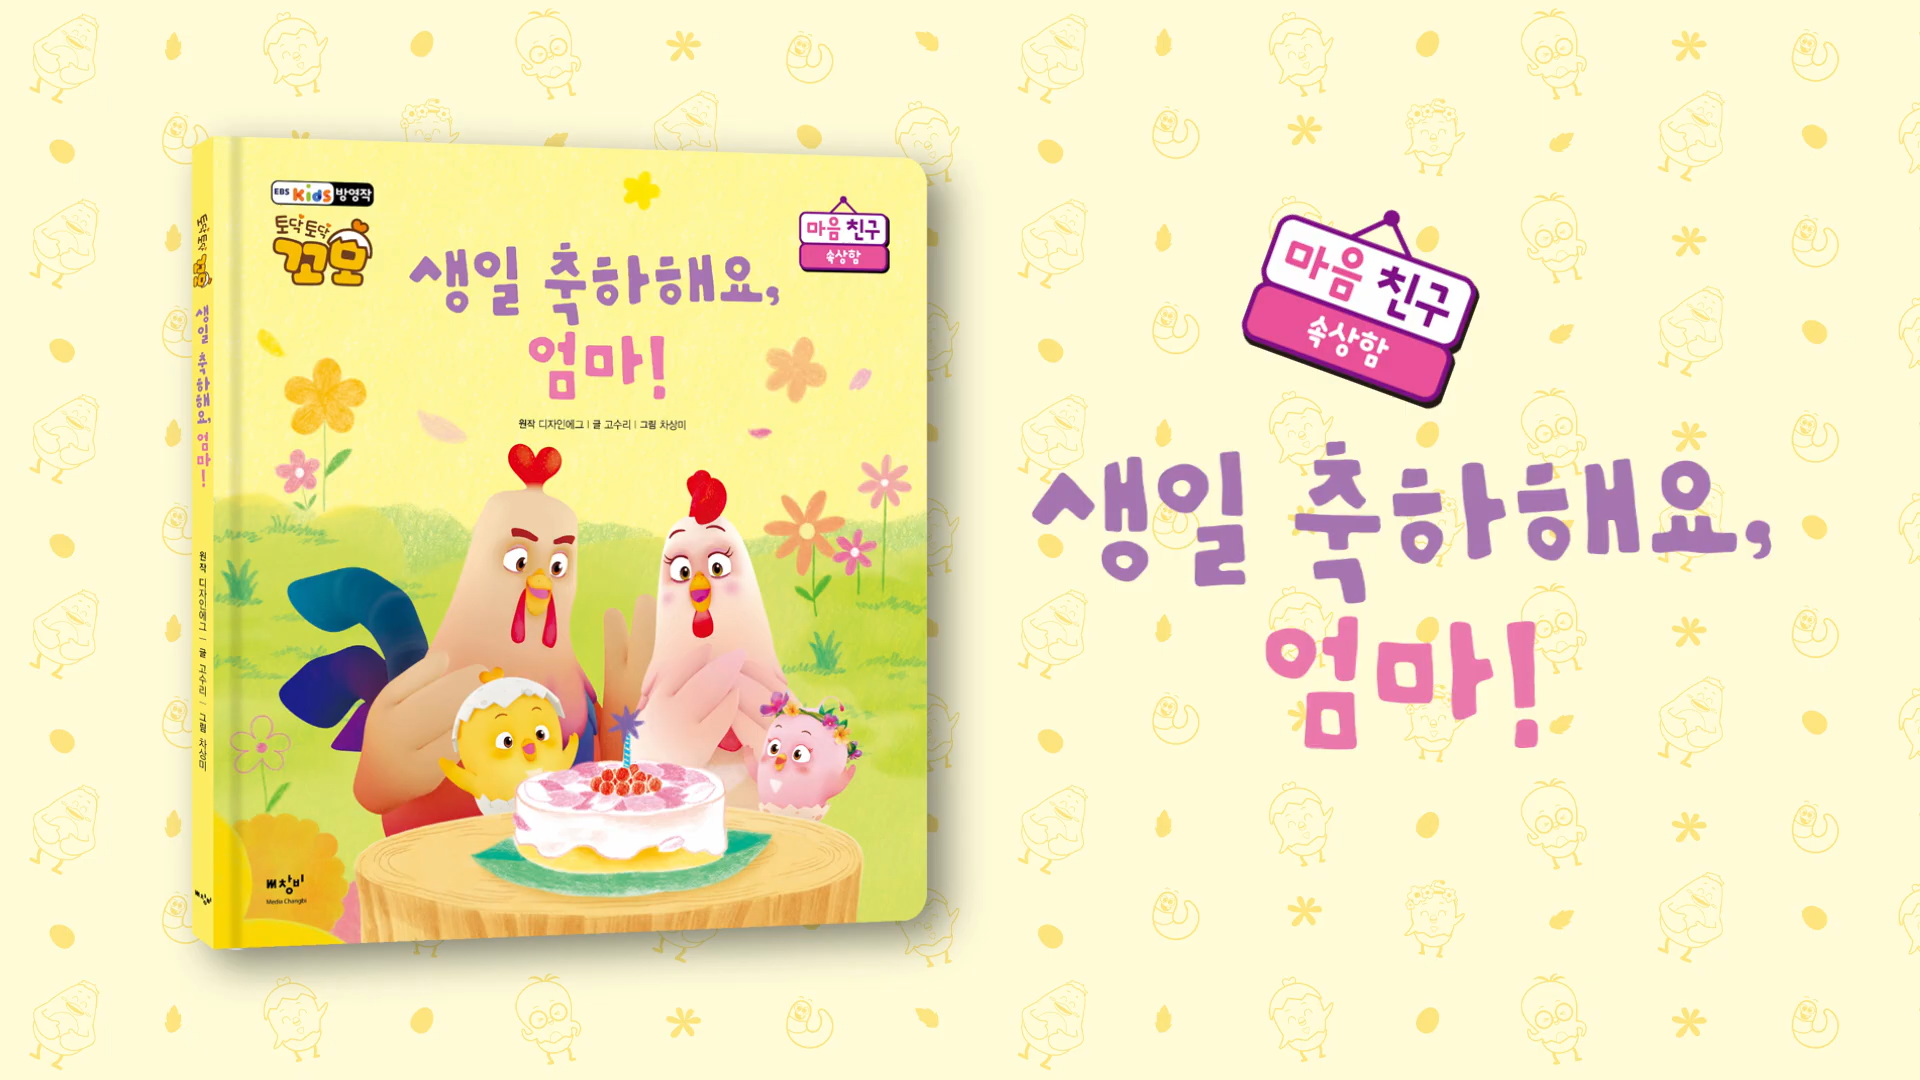 EBS Kids 방영작
토닥토닥
꼬모
마음 친구
속상함
생일 축하해요,
엄마!
원작 디자인에그 | 글 고수리 | 그림 차상미
창비
Media Changbi
토닥토닥 꼬모 생일 축하해요, 엄마! 원작 디자인에그 | 글 고수리 | 그림 차상미 창비
마음 친구
속상함
생일 축하해요,
엄마!